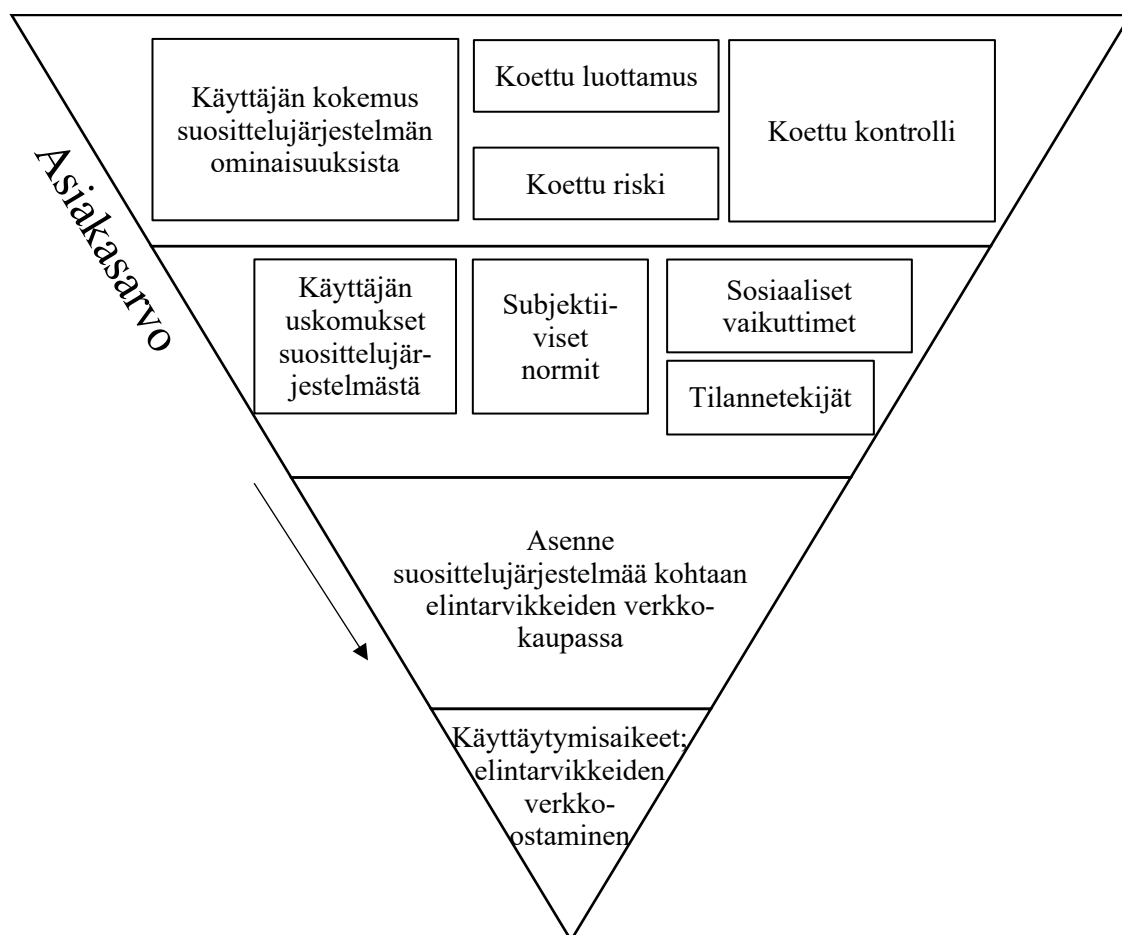 Käyttäjän kokemus
suosittelujärjestelmän
ominaisuuksista
Koettu luottamus
Koettu riski
Koettu kontrolli
Asiakasarvo
Käyttäjän
uskomukset
suosittelujär-
jestelmästä
Subjektii-
viset
normit
Sosiaaliset
vaikuttimet
Tilannetekijät
Asenne
suosittelujärjestelmää kohtaan
elintarvikkeiden verkko-
kaupassa
Käyttäytymisaikeet;
elintarvikkeiden
verkko-
ostaminen